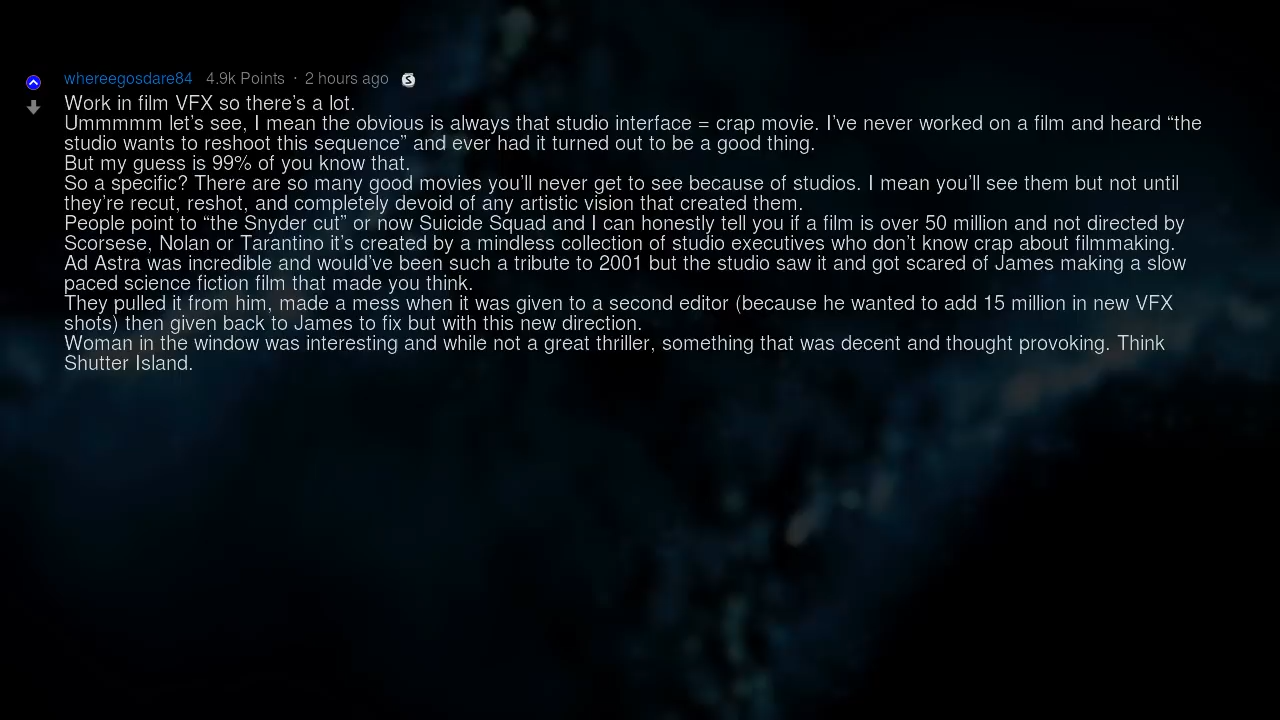 whereegosdare84 4.9k Points · 2 hours ago S
Work in film VFX so there's a lot.
Ummmmm let's see, I mean the obvious is always that studio interface = crap movie. I've never worked on a film and heard “the
studio wants to reshoot this sequence” and ever had it turned out to be a good thing.
But my guess is 99% of you know that.
So a specific? There are so many good movies you'll never get to see because of studios. I mean you'll see them but not until
they're recut, reshot, and completely devoid of any artistic vision that created them.
People point to “the Snyder cut” or now Suicide Squad and I can honestly tell you if a film is over 50 million and not directed by
Scorsese, Nolan or Tarantino it's created by a mindless collection of studio executives who don't know crap about filmmaking.
Ad Astra was incredible and would've been such a tribute to 2001 but the studio saw it and got scared of James making a slow
paced science fiction film that made you think.
They pulled it from him, made a mess when it was given to a second editor (because he wanted to add 15 million in new VFX
shots) then given back to James to fix but with this new direction.
Woman in the window was interesting and while not a great thriller, something that was decent and thought provoking. Think
Shutter Island.